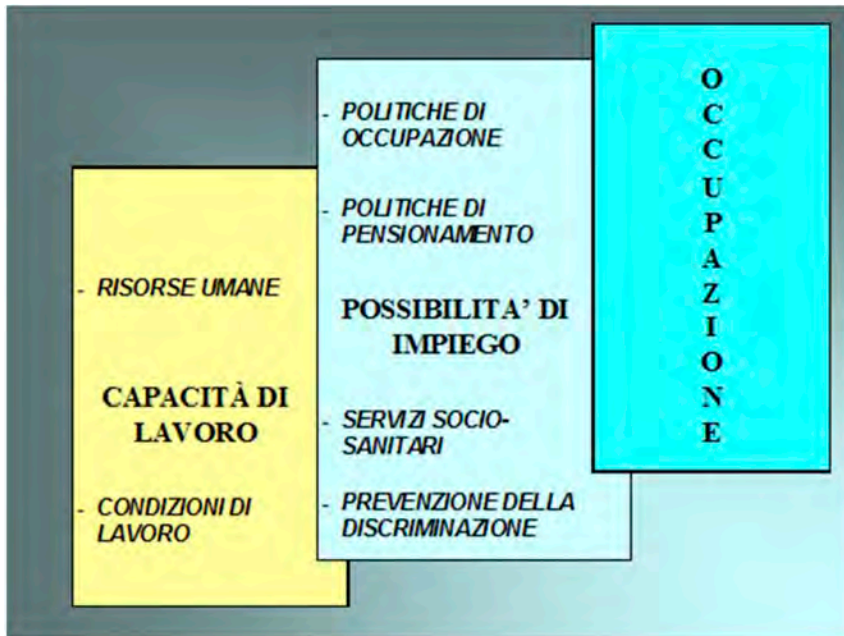 - RISORSE UMANE
CAPACITÀ DI
LAVORO
- CONDIZIONI DI
LAVORO
- POLITICHE DI
OCCUPAZIONE
- POLITICHE DI
PENSIONAMENTO
POSSIBILITA’ DI
IMPIEGO
- SERVIZI SOCIO-
SANITARI
- PREVENZIONE DELLA
DISCRIMINAZIONE
O
C
C
U
P
A
Z
I
O
N
E